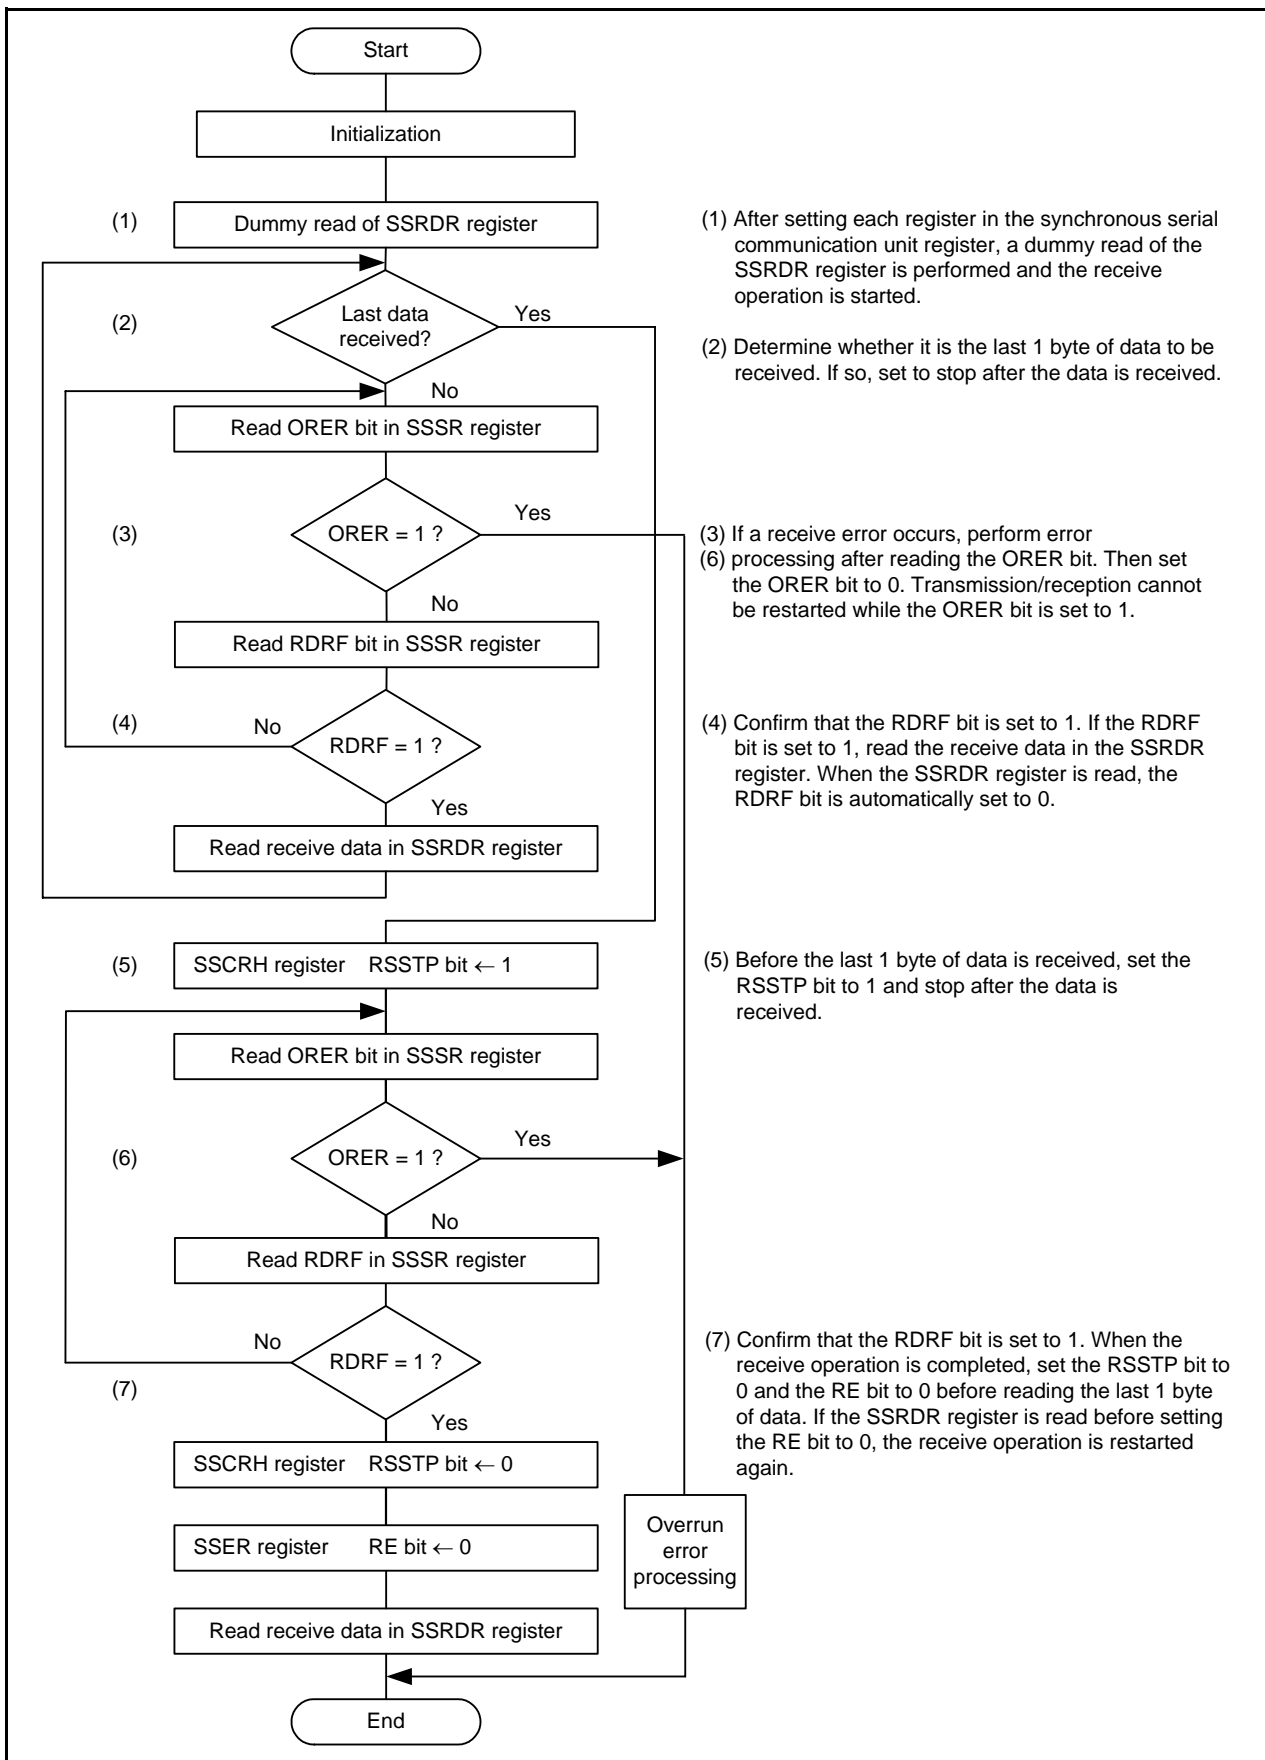 Start
Initialization
(1)
Dummy read of SSRDR register
(1) After setting each register in the synchronous serial
communication unit register, a dummy read of the
SSRDR register is performed and the receive
operation is started.
(2)
Last data
received?
Yes
No
(2) Determine whether it is the last 1 byte of data to be
received. If so, set to stop after the data is received.
Read ORER bit in SSSR register
(3)
ORER = 1 ?
Yes
No
(3) If a receive error occurs, perform error
(6) processing after reading the ORER bit. Then set
the ORER bit to 0. Transmission/reception cannot
be restarted while the ORER bit is set to 1.
Read RDRF bit in SSSR register
(4)
No
RDRF = 1 ?
Yes
(4) Confirm that the RDRF bit is set to 1. If the RDRF
bit is set to 1, read the receive data in the SSRDR
register. When the SSRDR register is read, the
RDRF bit is automatically set to 0.
Read receive data in SSRDR register
(5)
SSCRH register RSSTP bit ← 1
(5) Before the last 1 byte of data is received, set the
RSSTP bit to 1 and stop after the data is
received.
Read ORER bit in SSSR register
(6)
ORER = 1 ?
Yes
No
Read RDRF in SSSR register
No
RDRF = 1 ?
(7)
Yes
(7) Confirm that the RDRF bit is set to 1. When the
receive operation is completed, set the RSSTP bit to
0 and the RE bit to 0 before reading the last 1 byte
of data. If the SSRDR register is read before setting
the RE bit to 0, the receive operation is restarted
again.
SSCRH register RSSTP bit ← 0
SSER register RE bit ← 0
Overrun
error
processing
Read receive data in SSRDR register
End